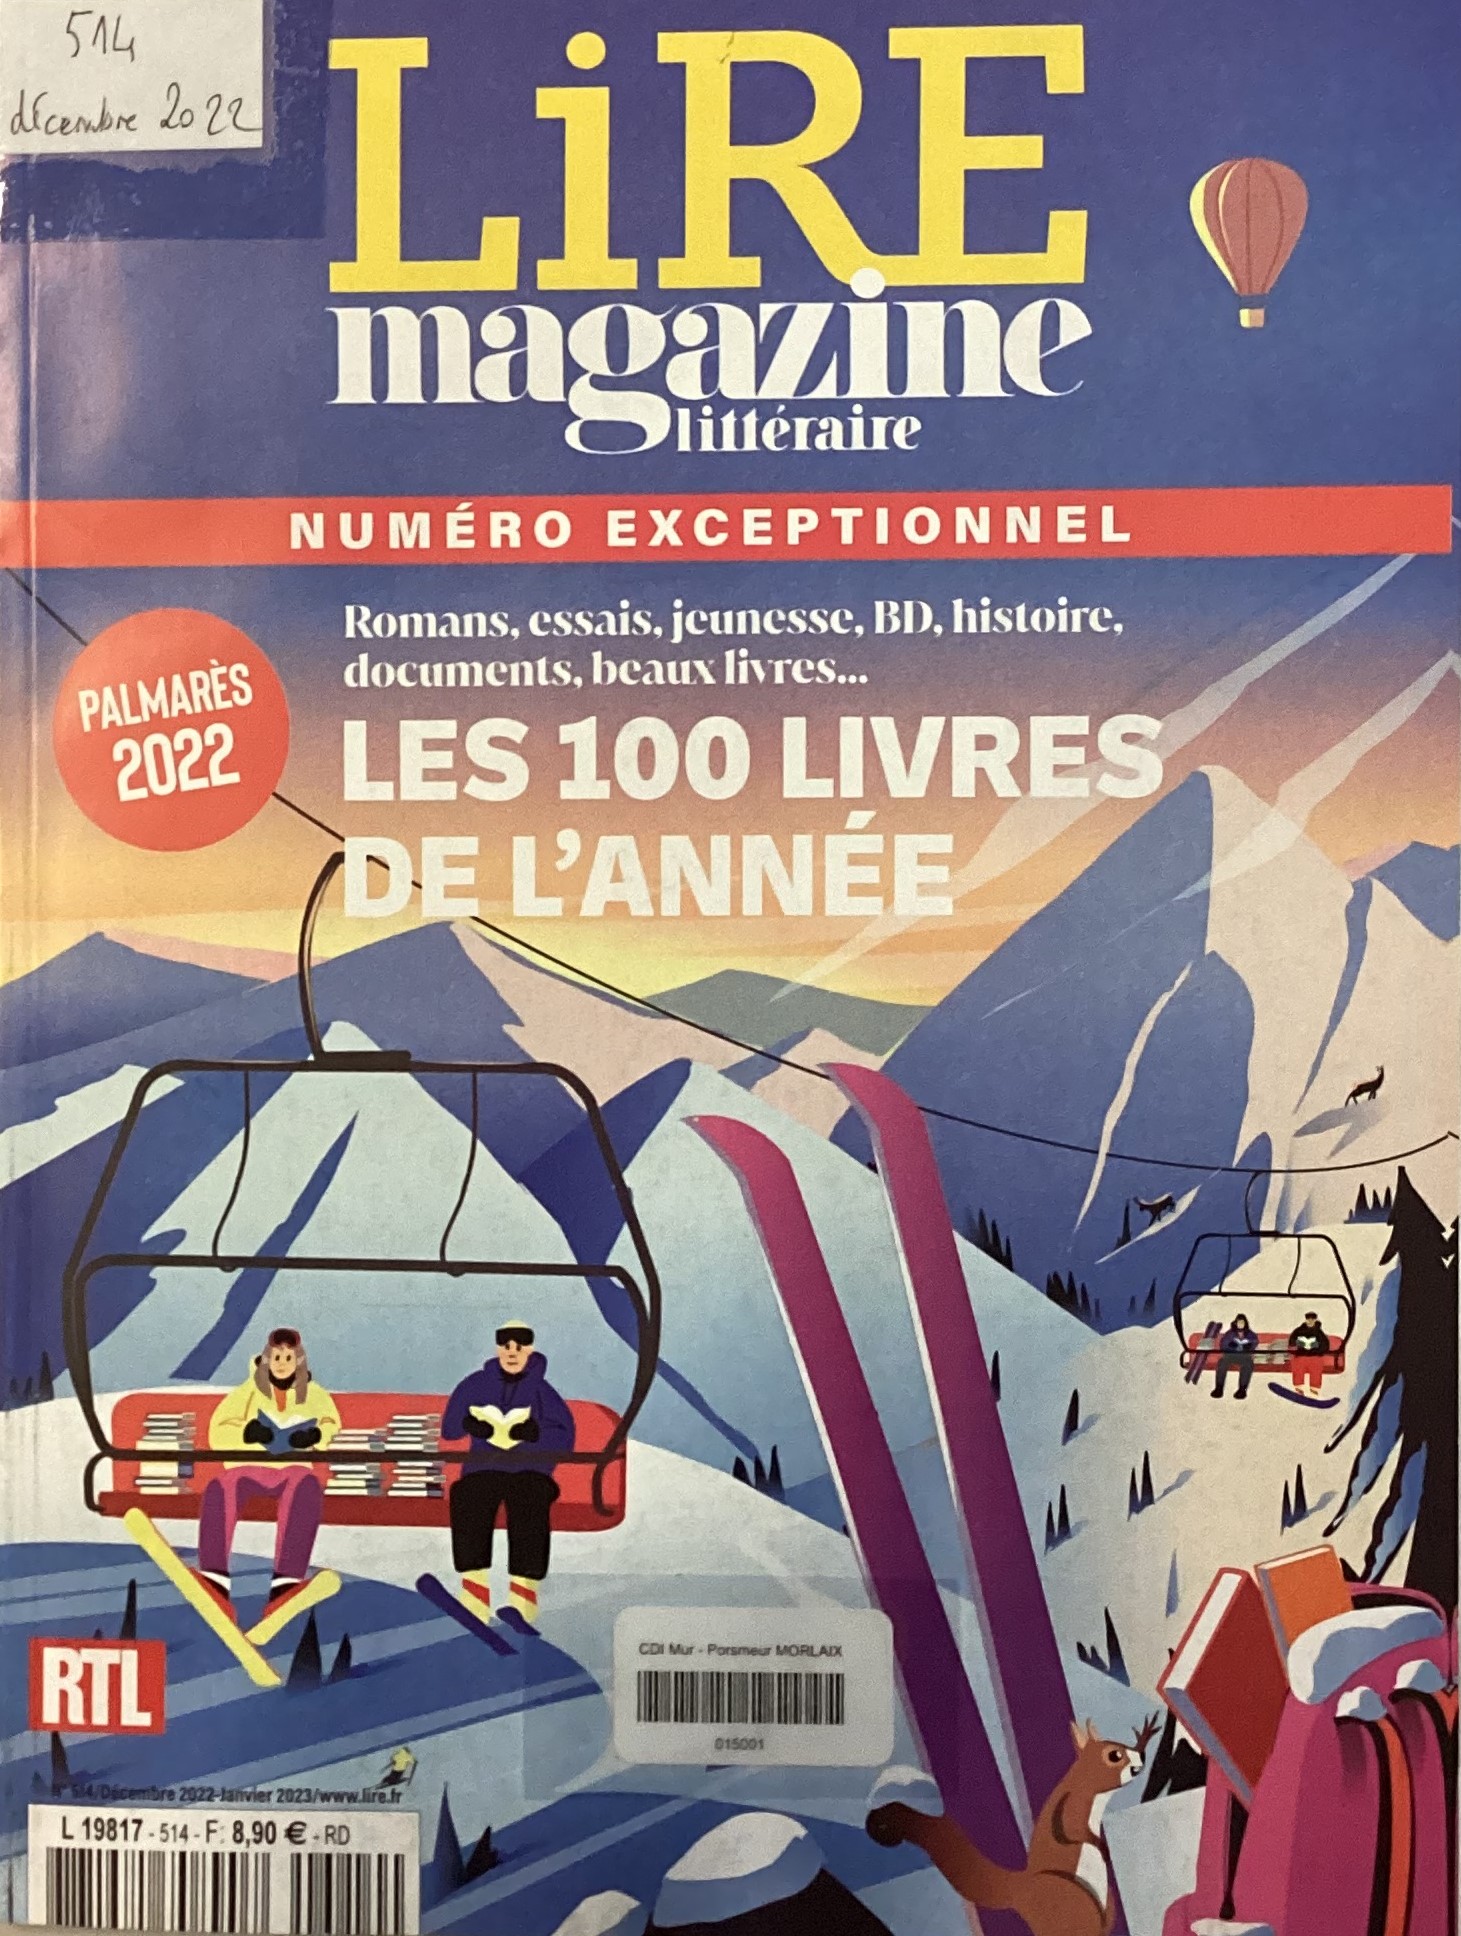 514
décembre 2022
LiRE
magazine
littéraire
NUMÉRO EXCEPTIONNEL
Romans, essais, jeunesse, BD, histoire,
documents, beaux livres...
PALMARÈS
2022
LES 100 LIVRES
DE L'ANNÉE
RTL
CDI Mur - Porsmeur MORLAIX
015001
N° 514/Décembre 2022-Janvier 2023/www.lire.fr
L 19817 - 514 - F: 8,90 € - RD